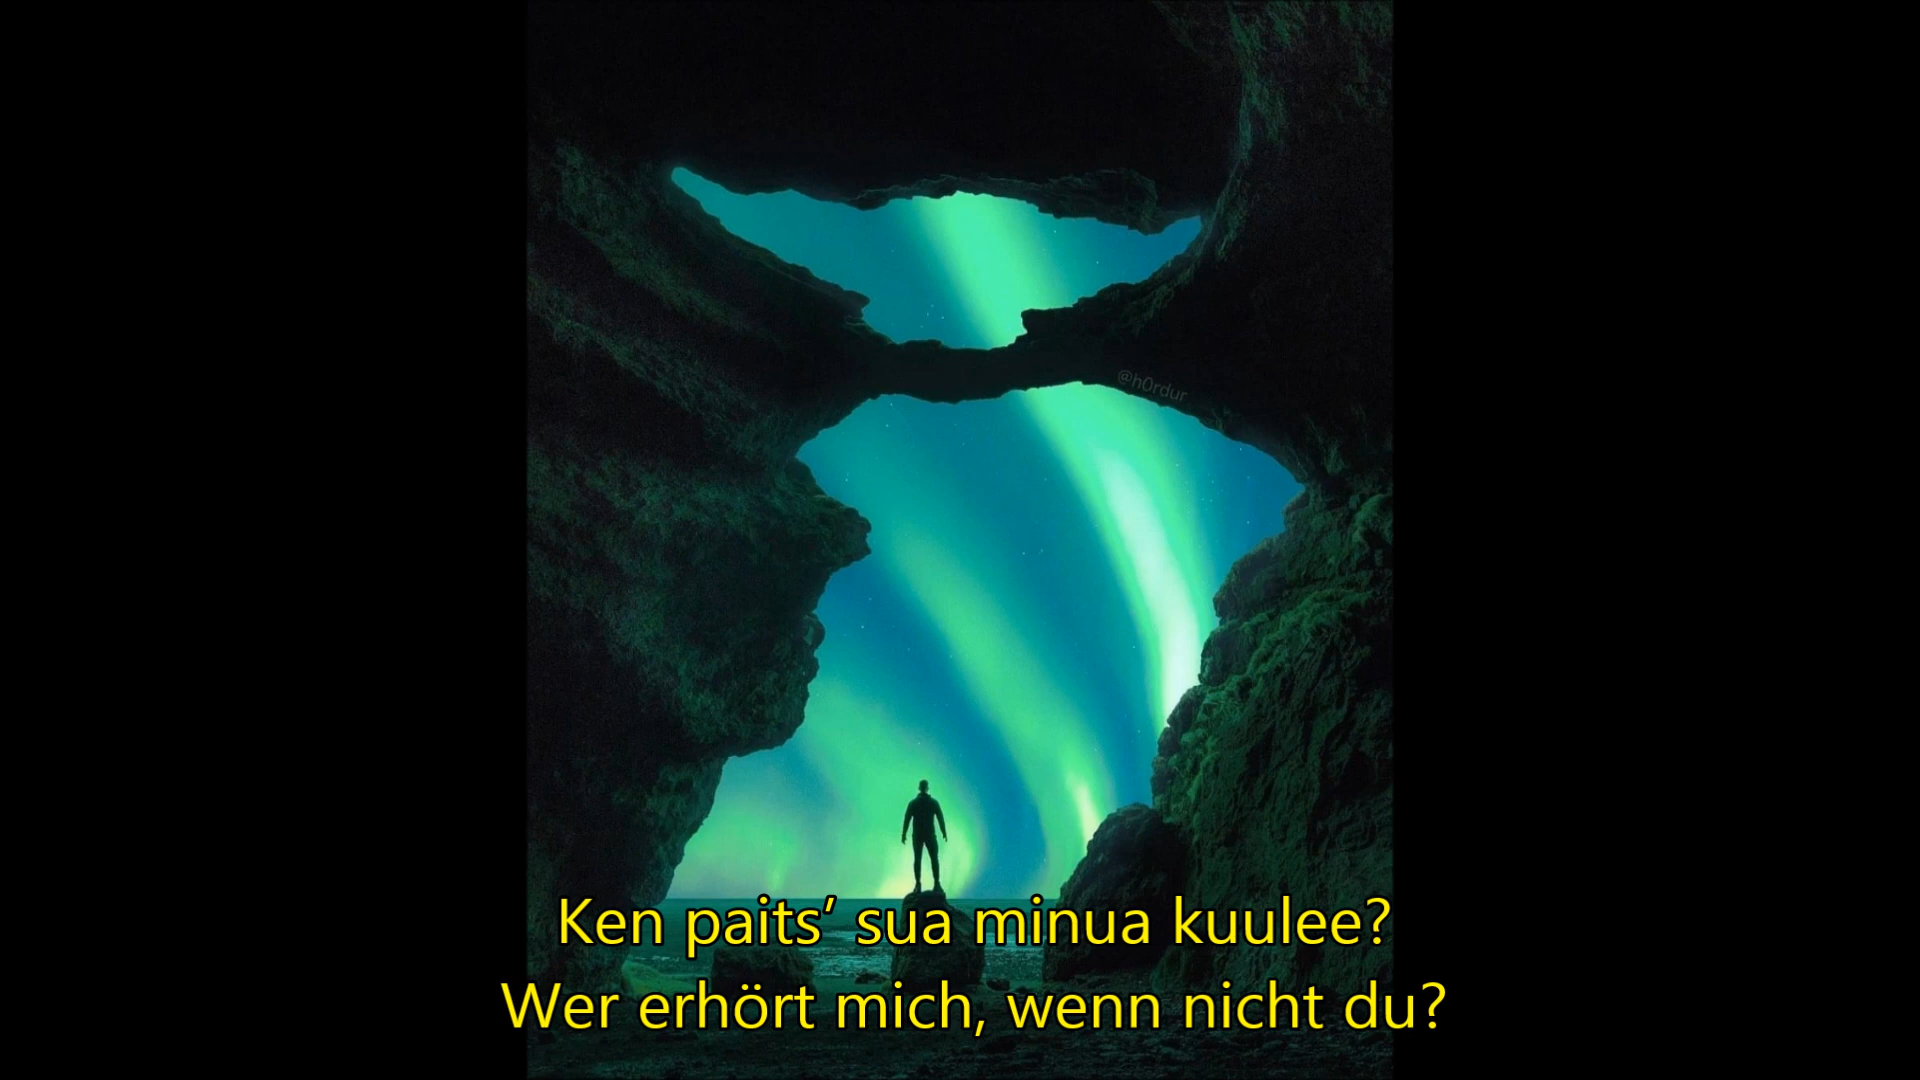 @h0rdur
Ken paits’ sua minua kuulee?
Wer erhört mich, wenn nicht du?